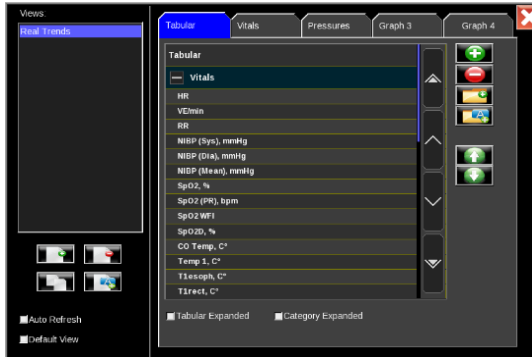 Views:
Real Trends
Auto Refresh
Default View
Tabular
Vitals
Pressures
Graph 3
Graph 4
Tabular
Vitals
HR
VE/min
RR
NIBP (Sys), mmHg
NIBP (Dia), mmHg
NIBP (Mean), mmHg
SpO2, %
SpO2 (PR), bpm
SpO2 WFI
SpO2D, %
CO Temp, C°
Temp 1, C°
T1esoph, C°
T1rect, C°
Tabular Expanded
Category Expanded